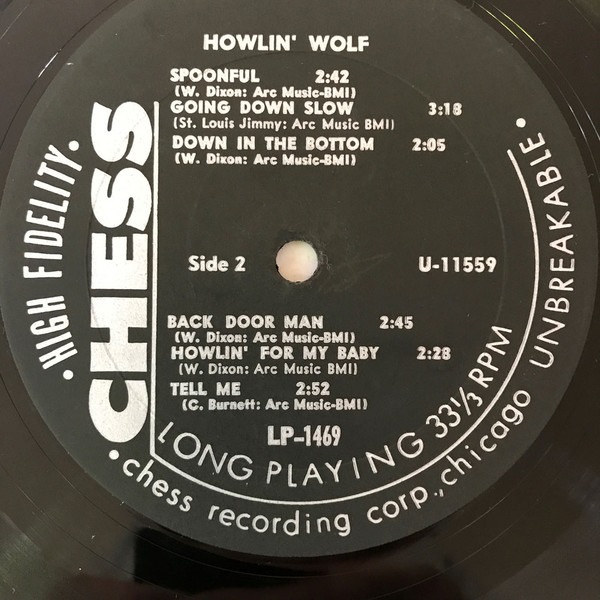 HOWLIN' WOLF
SPOONFUL 2:42
(W. Dixon: Arc Music-BMI)
GOING DOWN SLOW 3:18
(St. Louis Jimmy: Arc Music BMI)
DOWN IN THE BOTTOM 2:05
(W. Dixon: Arc Music-BMI)
• HIGH FIDELITY •
CHESS
Side 2 U-11559
BACK DOOR MAN 2:45
(W. Dixon: Arc Music-BMI)
HOWLIN' FOR MY BABY 2:28
(W. Dixon: Arc Music BMI)
TELL ME 2:52
(C. Burnett: Arc Music-BMI)
LP-1469
LONG PLAYING 33⅓ RPM
• chess recording corp., chicago UNBREAKABLE •